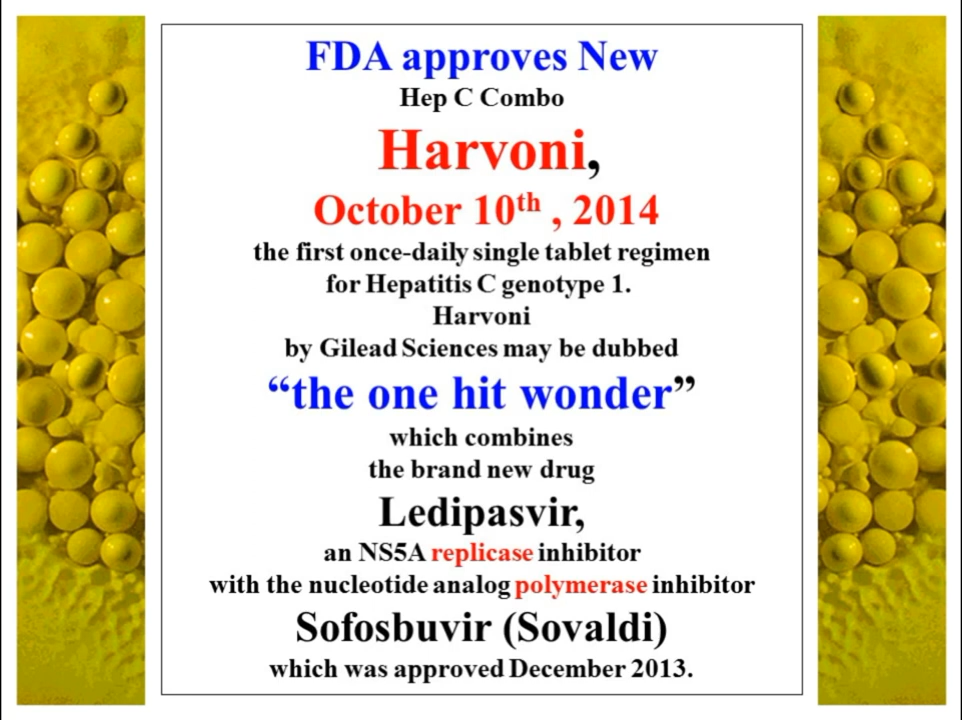 FDA approves New
Hep C Combo
Harvoni,
October 10th , 2014
the first once-daily single tablet regimen
for Hepatitis C genotype 1.
Harvoni
by Gilead Sciences may be dubbed
“the one hit wonder”
which combines
the brand new drug
Ledipasvir,
an NS5A replicase inhibitor
with the nucleotide analog polymerase inhibitor
Sofosbuvir (Sovaldi)
which was approved December 2013.